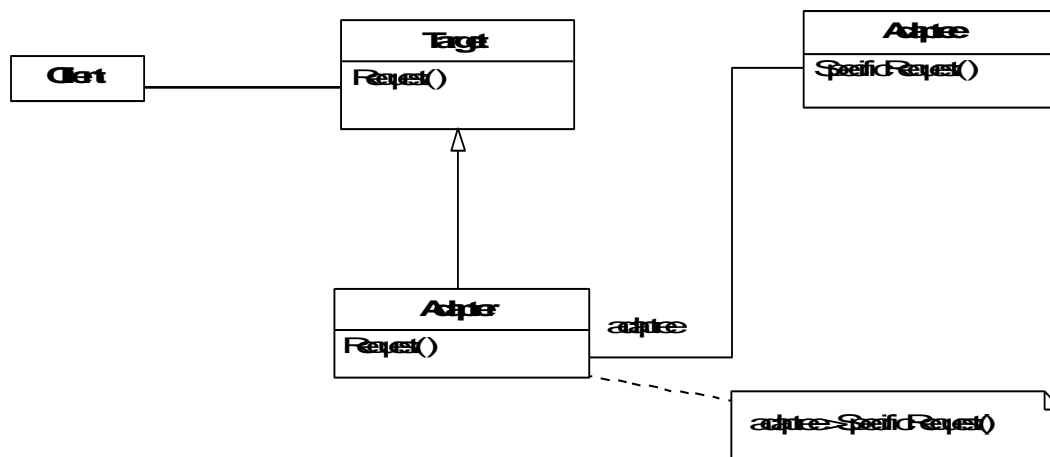 Client
Target
Request()
Adaptee
SpecificRequest()
Adapter
Request()
adaptee
adaptee->SpecificRequest()